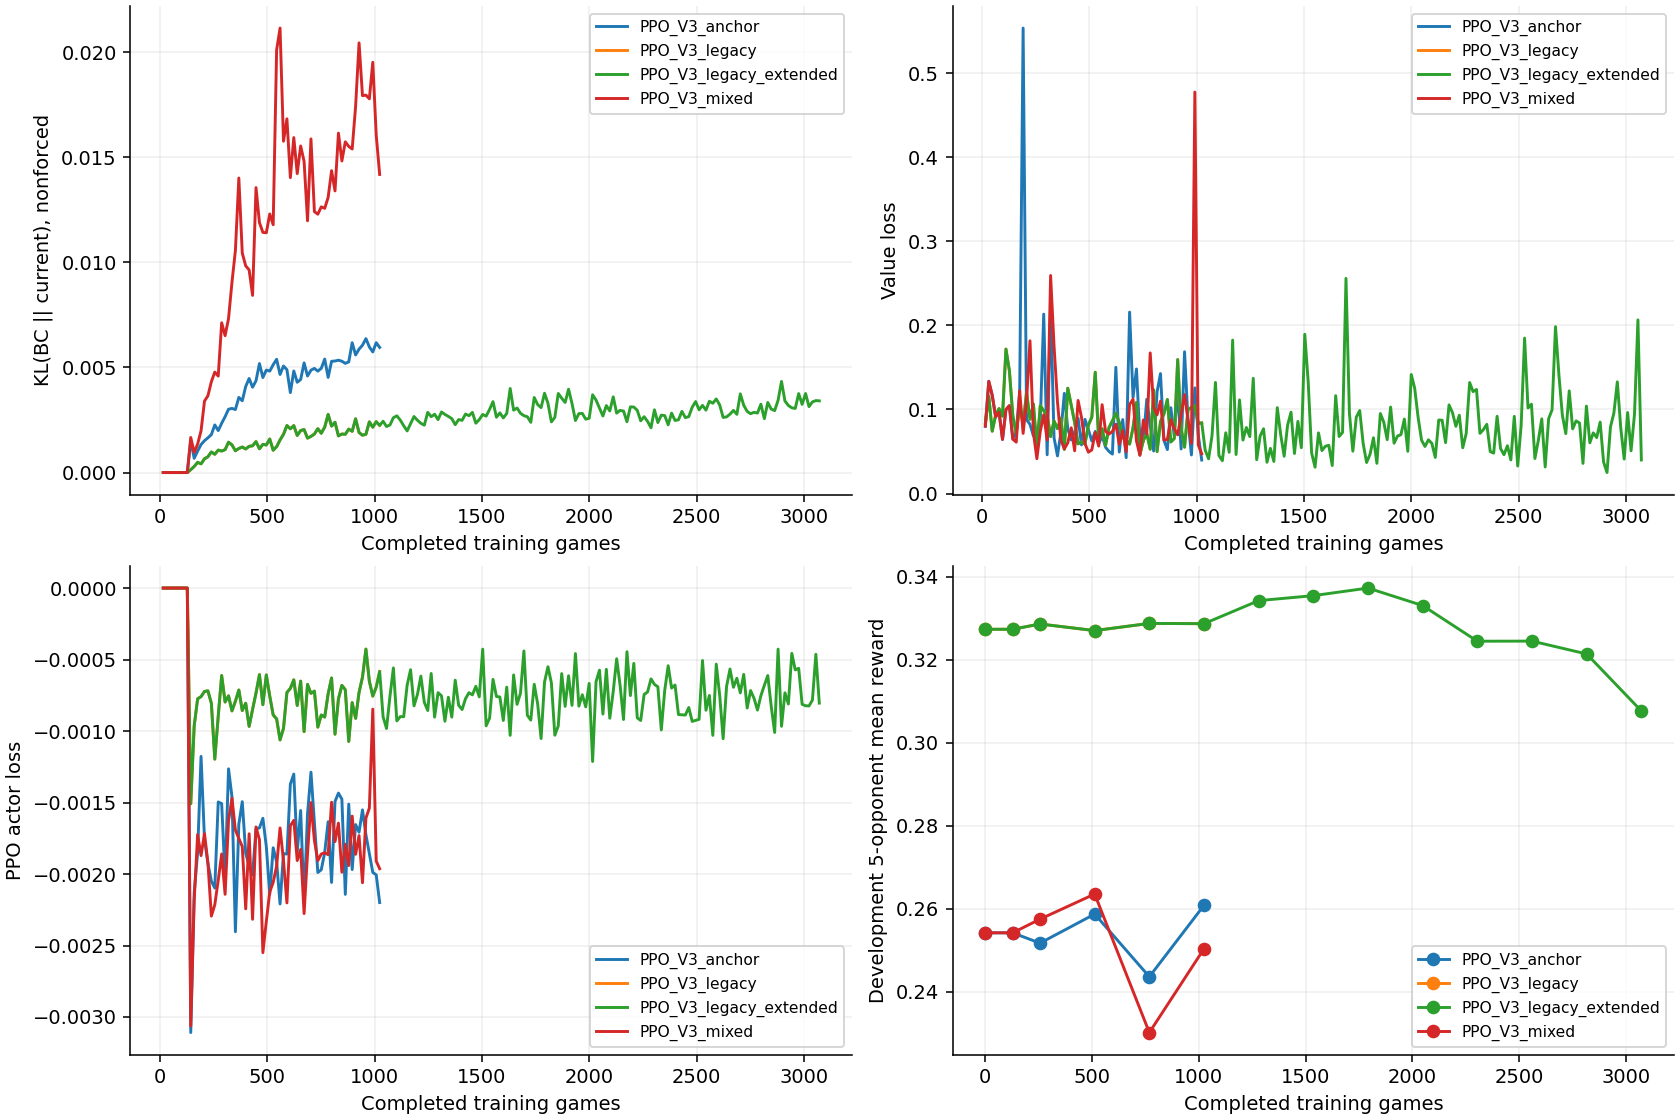 KL(BC || current), nonforced
0.020
0.015
0.010
0.005
0.000
0 500 1000 1500 2000 2500 3000
Completed training games
PPO_V3_anchor
PPO_V3_legacy
PPO_V3_legacy_extended
PPO_V3_mixed
Value loss
0.5
0.4
0.3
0.2
0.1
0.0
0 500 1000 1500 2000 2500 3000
Completed training games
PPO_V3_anchor
PPO_V3_legacy
PPO_V3_legacy_extended
PPO_V3_mixed
PPO actor loss
0.0000
−0.0005
−0.0010
−0.0015
−0.0020
−0.0025
−0.0030
0 500 1000 1500 2000 2500 3000
Completed training games
PPO_V3_anchor
PPO_V3_legacy
PPO_V3_legacy_extended
PPO_V3_mixed
Development 5-opponent mean reward
0.34
0.32
0.30
0.28
0.26
0.24
0 500 1000 1500 2000 2500 3000
Completed training games
PPO_V3_anchor
PPO_V3_legacy
PPO_V3_legacy_extended
PPO_V3_mixed